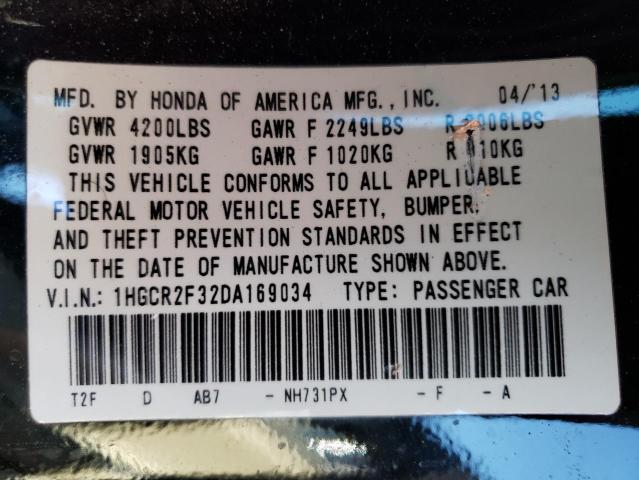 MFD. BY HONDA OF AMERICA MFG., INC. 04/'13
GVWR 4200LBS GAWR F 2249LBS R
GVWR 1905KG GAWR F 1020KG R
THIS VEHICLE CONFORMS TO ALL APPLICABLE
FEDERAL MOTOR VEHICLE SAFETY, BUMPER,
AND THEFT PREVENTION STANDARDS IN EFFECT
ON THE DATE OF MANUFACTURE SHOWN ABOVE.
V.I.N.: 1HGCR2F32DA169034 TYPE: PASSENGER CAR
T2F D AB7 - NH731PX - F - A